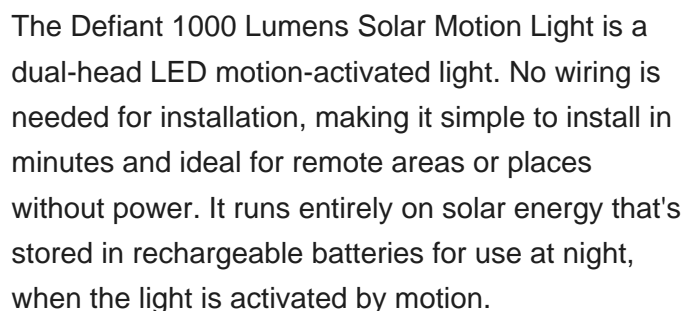 The Defiant 1000 Lumens Solar Motion Light is a
dual-head LED motion-activated light. No wiring is
needed for installation, making it simple to install in
minutes and ideal for remote areas or places
without power. It runs entirely on solar energy that's
stored in rechargeable batteries for use at night,
when the light is activated by motion.